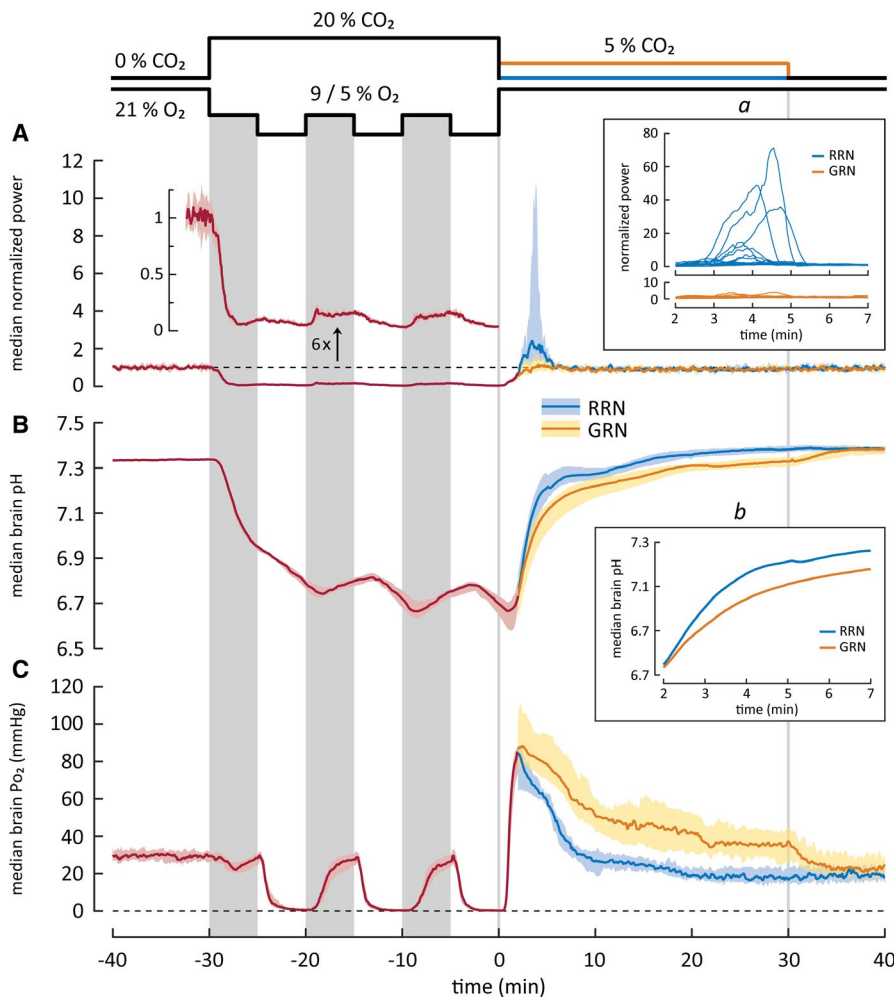 20 % CO₂
0 % CO₂
5 % CO₂
21 % O₂
9 / 5 % O₂
A
median normalized power
12
10
8
6
4
2
0
1
0.5
0
6x
a
normalized power
80
60
40
20
0
10
0
RRN
GRN
2 3 4 5 6 7
time (min)
B
median brain pH
7.5
7.3
7.1
6.9
6.7
6.5
RRN
GRN
b
median brain pH
7.3
7.1
6.7
6.7
RRN
GRN
2 3 4 5 6 7
time (min)
C
median brain Po₂ (mmHg)
120
100
80
60
40
20
0
-40 -30 -20 -10 0 10 20 30 40
time (min)